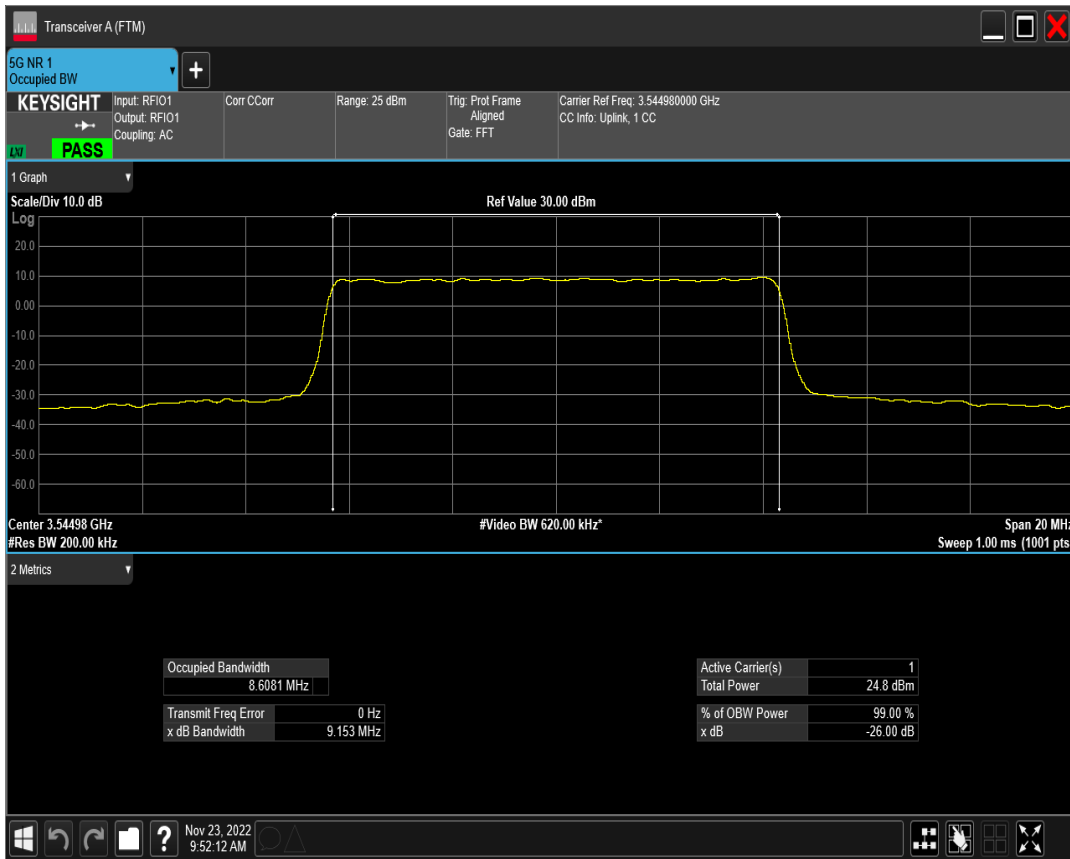 Transceiver A (FTM)
5G NR 1
Occupied BW
KEYSIGHT
LXI
PASS
Input: RFIO1
Output: RFIO1
Coupling: AC
Corr CCorr
Range: 25 dBm
Trig: Prot Frame
Aligned
Gate: FFT
Carrier Ref Freq: 3.544980000 GHz
CC Info: Uplink, 1 CC
1 Graph
Scale/Div 10.0 dB
Ref Value 30.00 dBm
Log
20.0
10.0
0.00
-10.0
-20.0
-30.0
-40.0
-50.0
-60.0
Center 3.54498 GHz
#Video BW 620.00 kHz*
Span 20 MHz
#Res BW 200.00 kHz
Sweep 1.00 ms (1001 pts
2 Metrics
Occupied Bandwidth
8.6081 MHz
Transmit Freq Error 0 Hz
x dB Bandwidth 9.153 MHz
Active Carrier(s) 1
Total Power 24.8 dBm
% of OBW Power 99.00 %
x dB -26.00 dB
Nov 23, 2022
9:52:12 AM